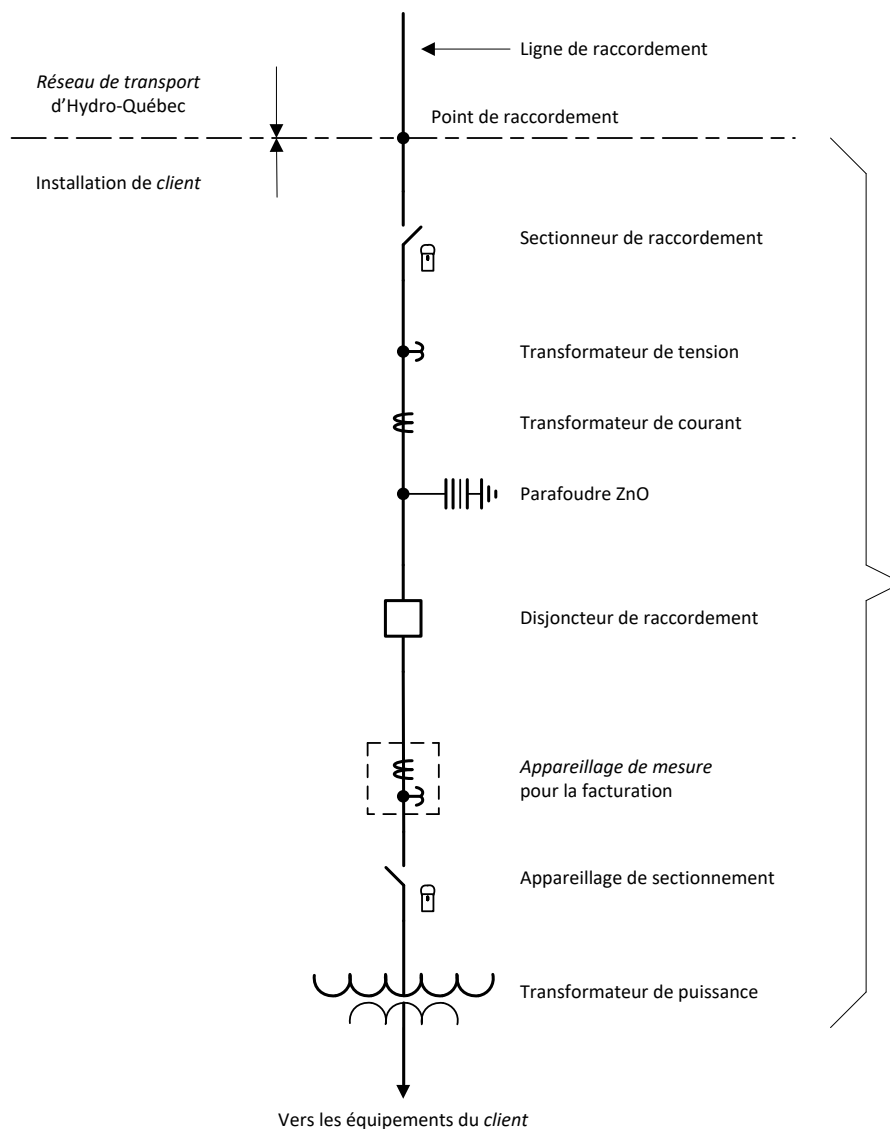 Ligne de raccordement
Réseau de transport
d’Hydro-Québec
Point de raccordement
Installation de client
Sectionneur de raccordement
Transformateur de tension
Transformateur de courant
Parafoudre ZnO
Disjoncteur de raccordement
Appareillage de mesure
pour la facturation
Appareillage de sectionnement
Transformateur de puissance
Vers les équipements du client